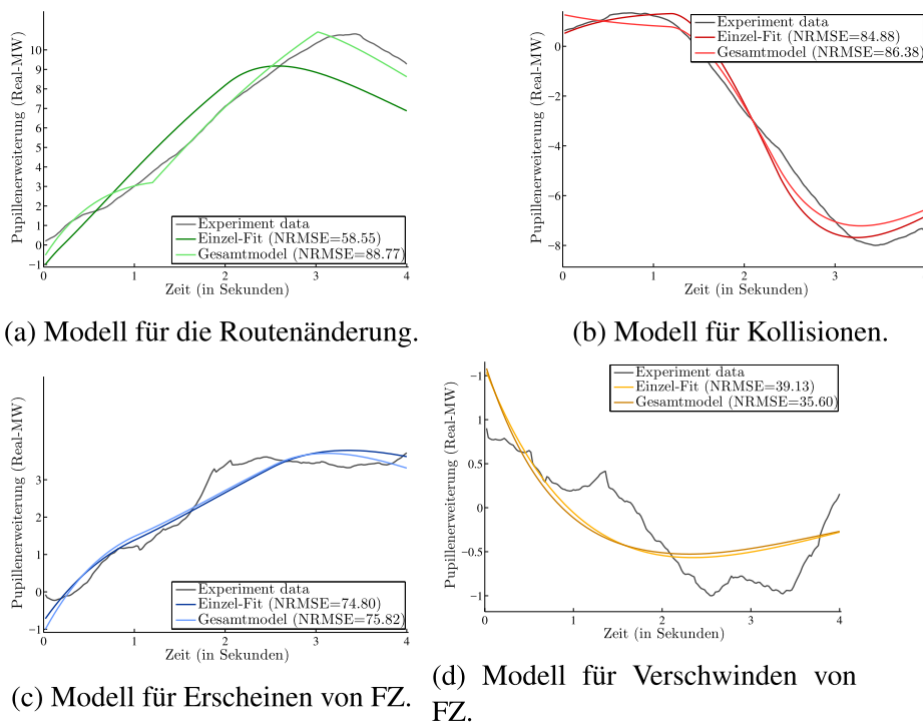 Pupillenerweiterung (Real-MW)
10
9
8
7
6
5
4
3
2
1
0
−1
Experiment data
Einzel-Fit (NRMSE=58.55)
Gesamtmodel (NRMSE=88.77)
0 1 2 3 4
Zeit (in Sekunden)
(a) Modell für die Routenänderung.
Pupillenerweiterung (Real-MW)
0
−2
−4
−6
−8
Experiment data
Einzel-Fit (NRMSE=84.88)
Gesamtmodel (NRMSE=86.38)
0 1 2 3
Zeit (in Sekunden)
(b) Modell für Kollisionen.
Pupillenerweiterung (Real-MW)
3
2
1
0
−1
Experiment data
Einzel-Fit (NRMSE=74.80)
Gesamtmodel (NRMSE=75.82)
0 1 2 3 4
Zeit (in Sekunden)
(c) Modell für Erscheinen von FZ.
Pupillenerweiterung (Real-MW)
−1
0.5
0
−0.5
−1
Experiment data
Einzel-Fit (NRMSE=39.13)
Gesamtmodel (NRMSE=35.60)
0 1 2 3 4
Zeit (in Sekunden)
(d) Modell für Verschwinden von
FZ.